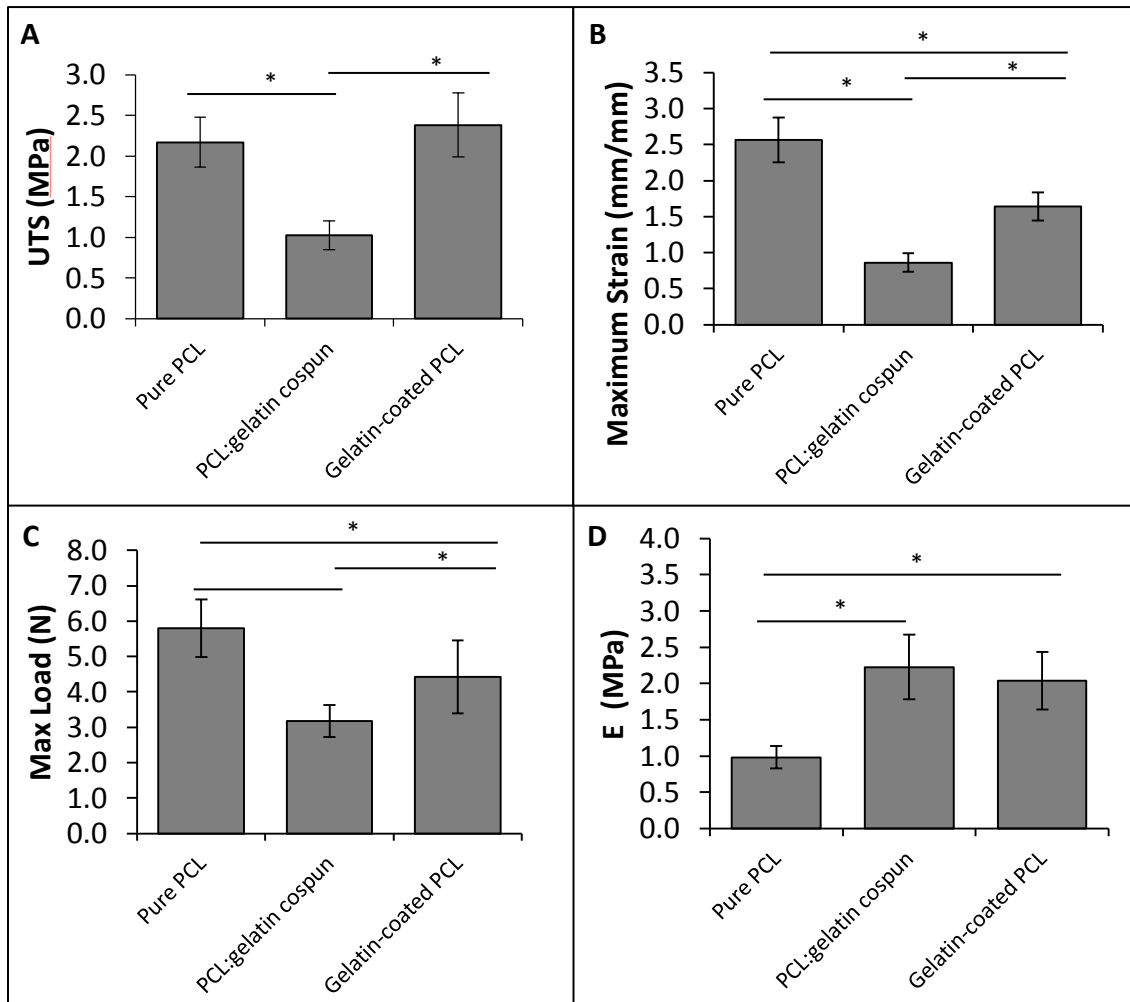 A
UTS (MPa)
3.0
2.5
2.0
1.5
1.0
0.5
0.0
*
*
Pure PCL
PCL:gelatin cospun
Gelatin-coated PCL
B
Maximum Strain (mm/mm)
3.5
3.0
2.5
2.0
1.5
1.0
0.5
0.0
*
*
*
Pure PCL
PCL:gelatin cospun
Gelatin-coated PCL
C
Max Load (N)
8.0
7.0
6.0
5.0
4.0
3.0
2.0
1.0
0.0
*
*
Pure PCL
PCL:gelatin cospun
Gelatin-coated PCL
D
E (MPa)
4.0
3.5
3.0
2.5
2.0
1.5
1.0
0.5
0.0
*
*
Pure PCL
PCL:gelatin cospun
Gelatin-coated PCL